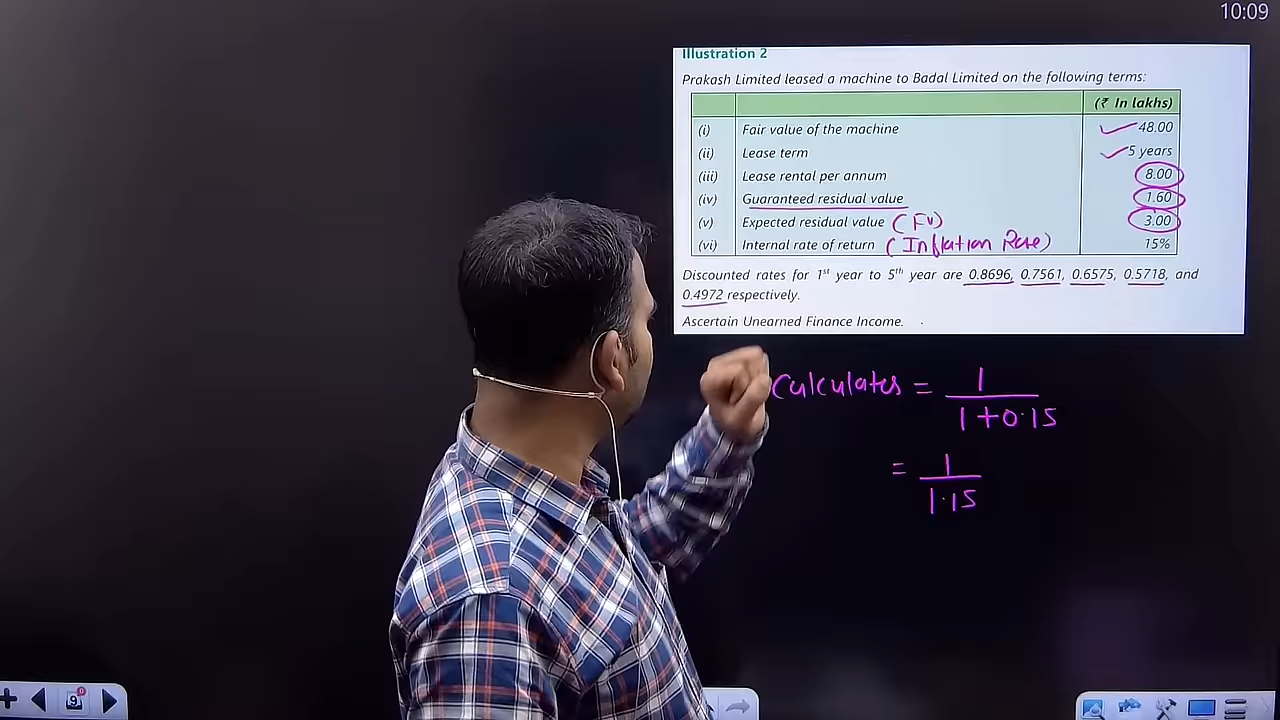 10:09
Illustration 2
Prakash Limited leased a machine to Badal Limited on the following terms:
(₹ In lakhs)
(i) Fair value of the machine 48.00
(ii) Lease term 5 years
(iii) Lease rental per annum 8.00
(iv) Guaranteed residual value 1.60
(v) Expected residual value (FV) 3.00
(vi) Internal rate of return (Inflation Rate) 15%
Discounted rates for 1st year to 5th year are 0.8696, 0.7561, 0.6575, 0.5718, and
0.4972 respectively.
Ascertain Unearned Finance Income.
Calculates = 1
1+0.15
= 1
1.15
9